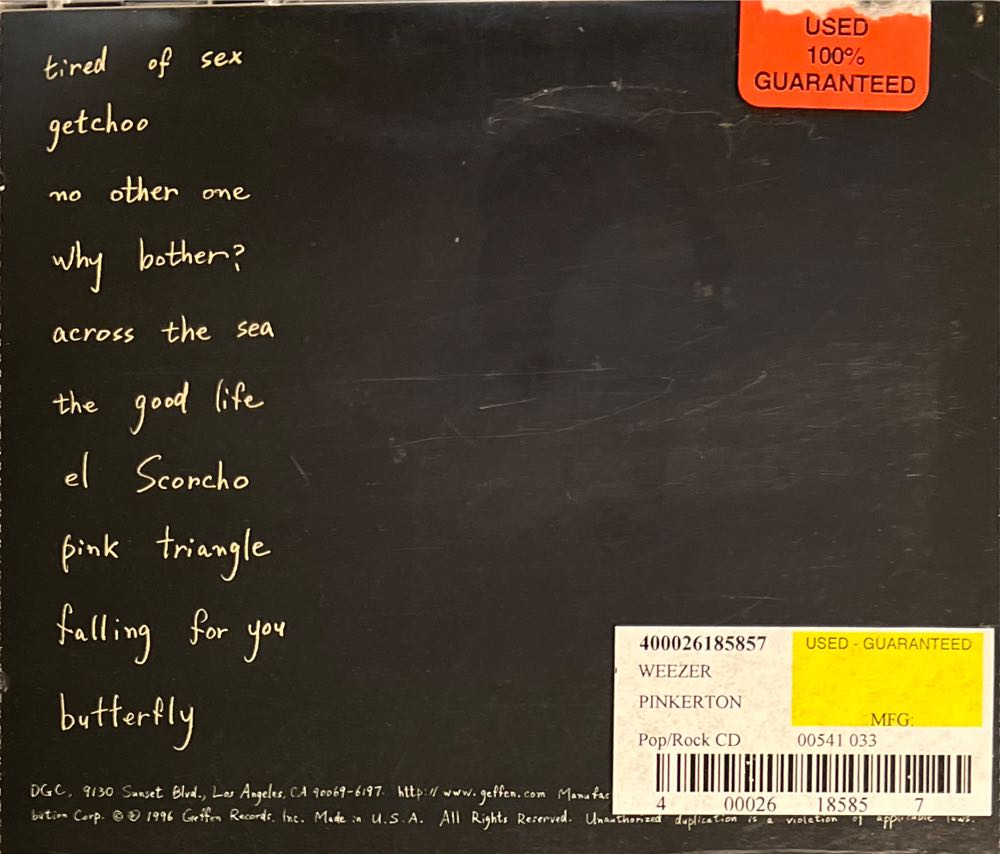 tired of sex
getchoo
no other one
why bother?
across the sea
the good life
el Scorcho
pink triangle
falling for you
butterfly
USED
100%
GUARANTEED
400026185857
USED - GUARANTEED
WEEZER
PINKERTON
MFG:
Pop/Rock CD 00541 033
4 00026 18585 7
DGC, 9130 Sunset Blvd., Los Angeles, CA 90069-6197. http://www.geffen.com Manufac
bution Corp. © ℗ 1996 Geffen Records, Inc. Made in U.S.A. All Rights Reserved. Unauthorized duplication is a violation of applicable laws.